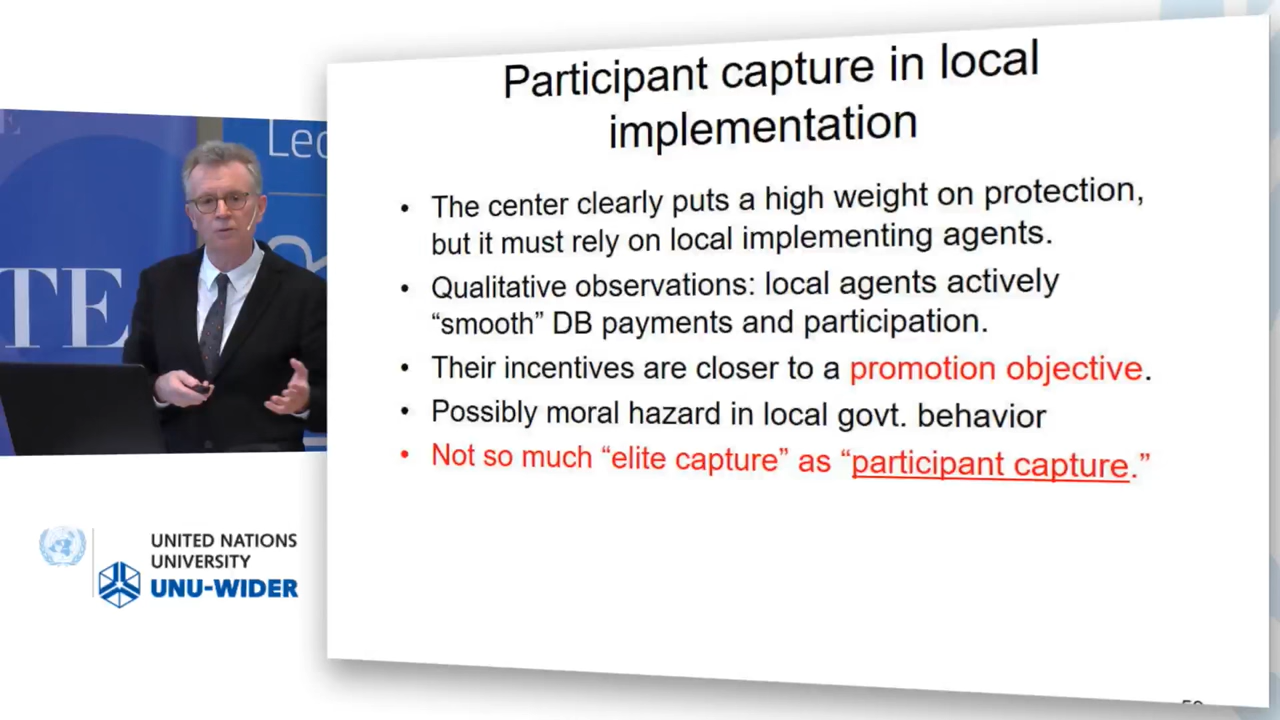 Participant capture in local
implementation
• The center clearly puts a high weight on protection,
but it must rely on local implementing agents.
• Qualitative observations: local agents actively
“smooth” DB payments and participation.
• Their incentives are closer to a promotion objective.
• Possibly moral hazard in local govt. behavior
• Not so much “elite capture” as “participant capture.”
Lec
TE
UNITED NATIONS
UNIVERSITY
UNU-WIDER